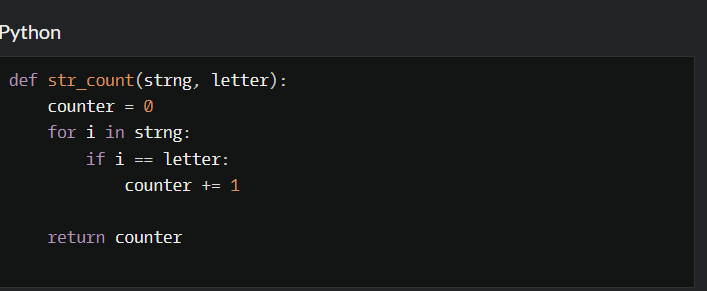 Python
def str_count(strng, letter):
    counter = 0
    for i in strng:
        if i == letter:
            counter += 1

    return counter